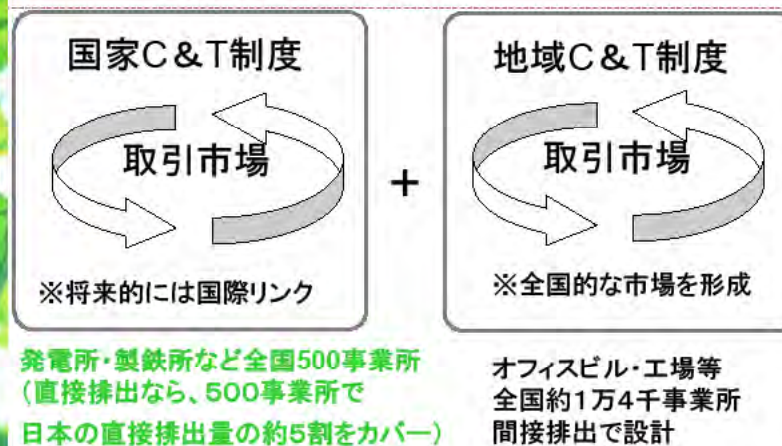 国家C&T制度
取引市場
※将来的には国際リンク
発電所・製鉄所など全国500事業所
(直接排出なら、500事業所で
日本の直接排出量の約5割をカバー)
+
地域C&T制度
取引市場
※全国的な市場を形成
オフィスビル・工場等
全国約1万4千事業所
間接排出で設計